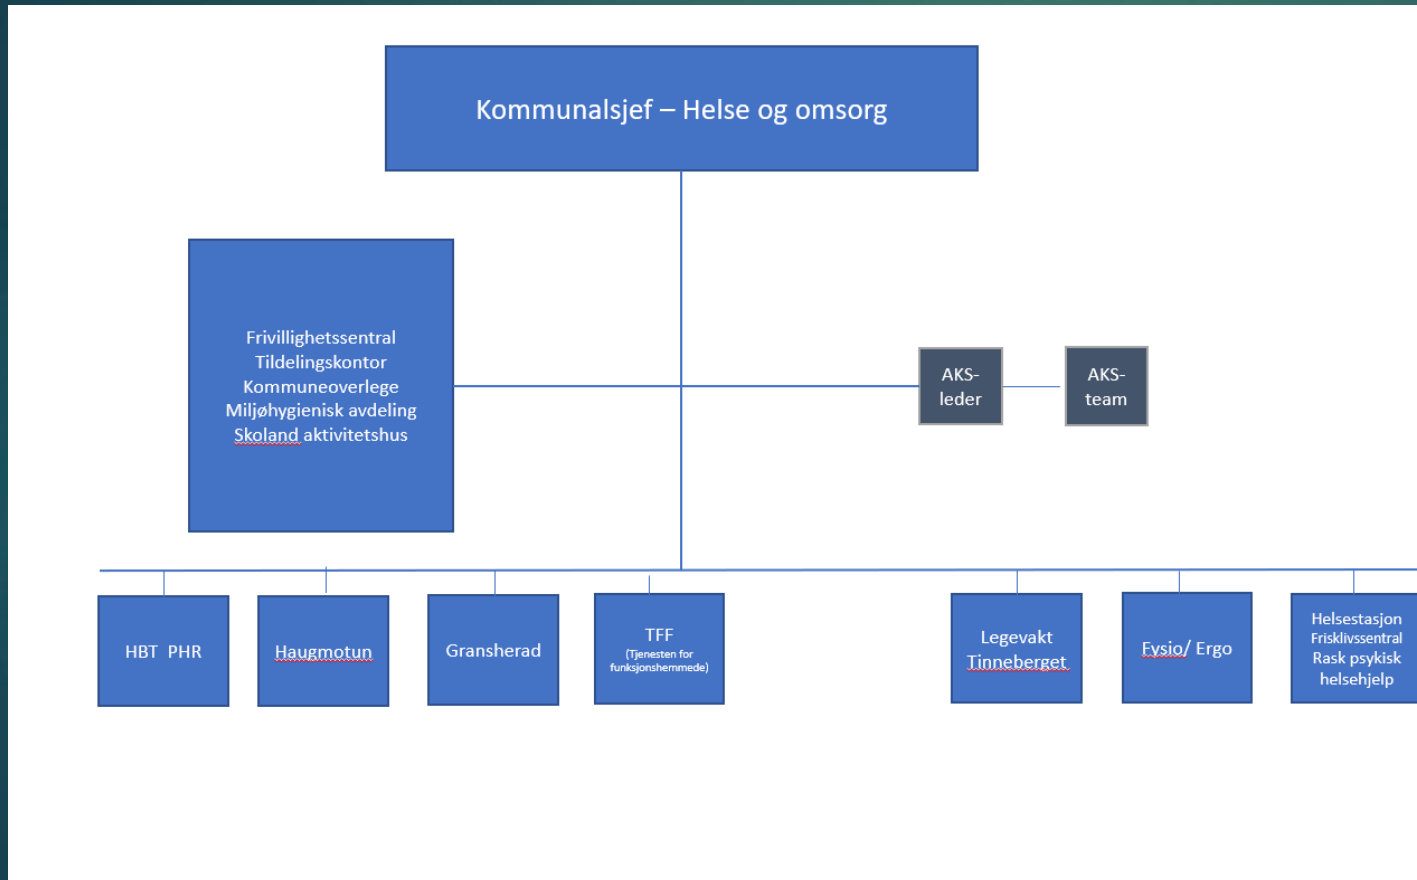 Kommunalsjef – Helse og omsorg
Frivillighetssentral
Tildelingskontor
Kommuneoverlege
Miljøhygienisk avdeling
Skoland aktivitetshus
AKS-
leder
AKS-
team
HBT PHR
Haugmotun
Gransherad
TFF
(Tjenesten for
funksjonshemmede)
Legevakt
Tinneberget
Fysio/ Ergo
Helsestasjon
Frisklivssentral
Rask psykisk
helsehjelp